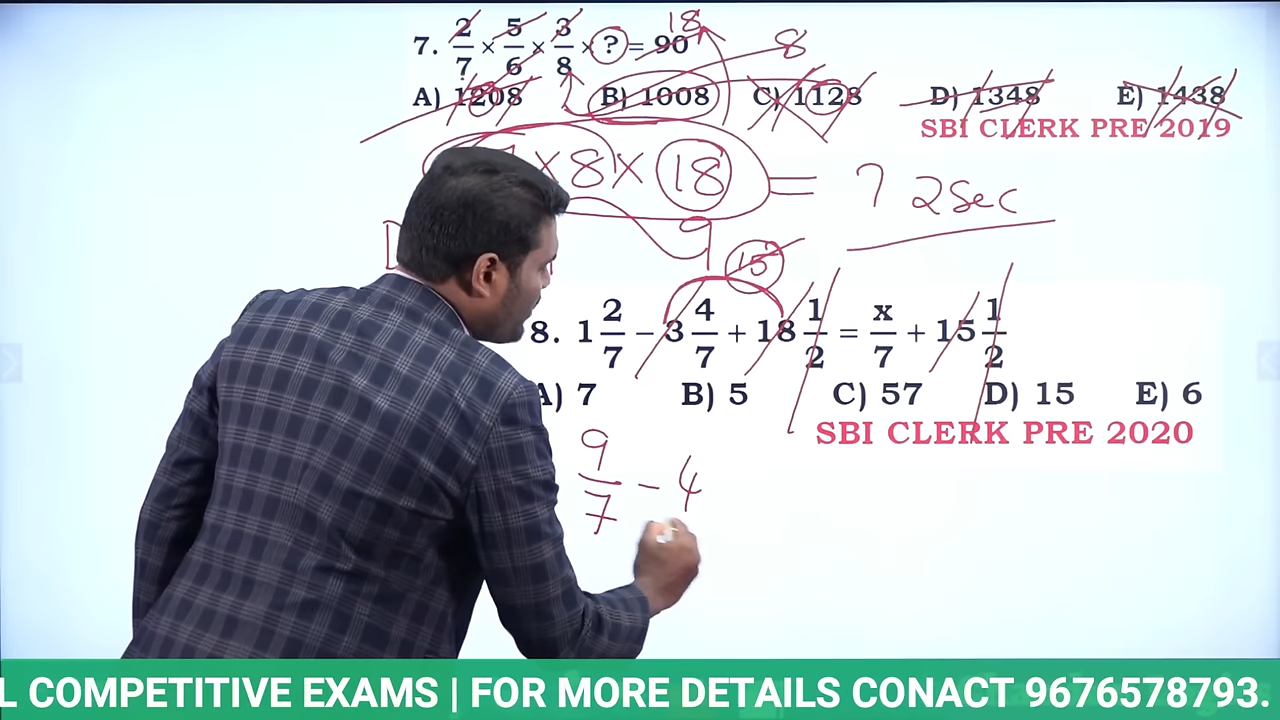 18
7. 2/7 × 5/6 × 3/8 × ? = 90
8
A) 1208 B) 1008 C) 1128 D) 1348 E) 1438
SBI CLERK PRE 2019
× 8 × 18 = ? 2 Sec
9
15
8. 1 2/7 − 3 4/7 + 18 1/2 = x/7 + 15 1/2
A) 7 B) 5 C) 57 D) 15 E) 6
SBI CLERK PRE 2020
9/7 − 4
L COMPETITIVE EXAMS | FOR MORE DETAILS CONACT 9676578793.